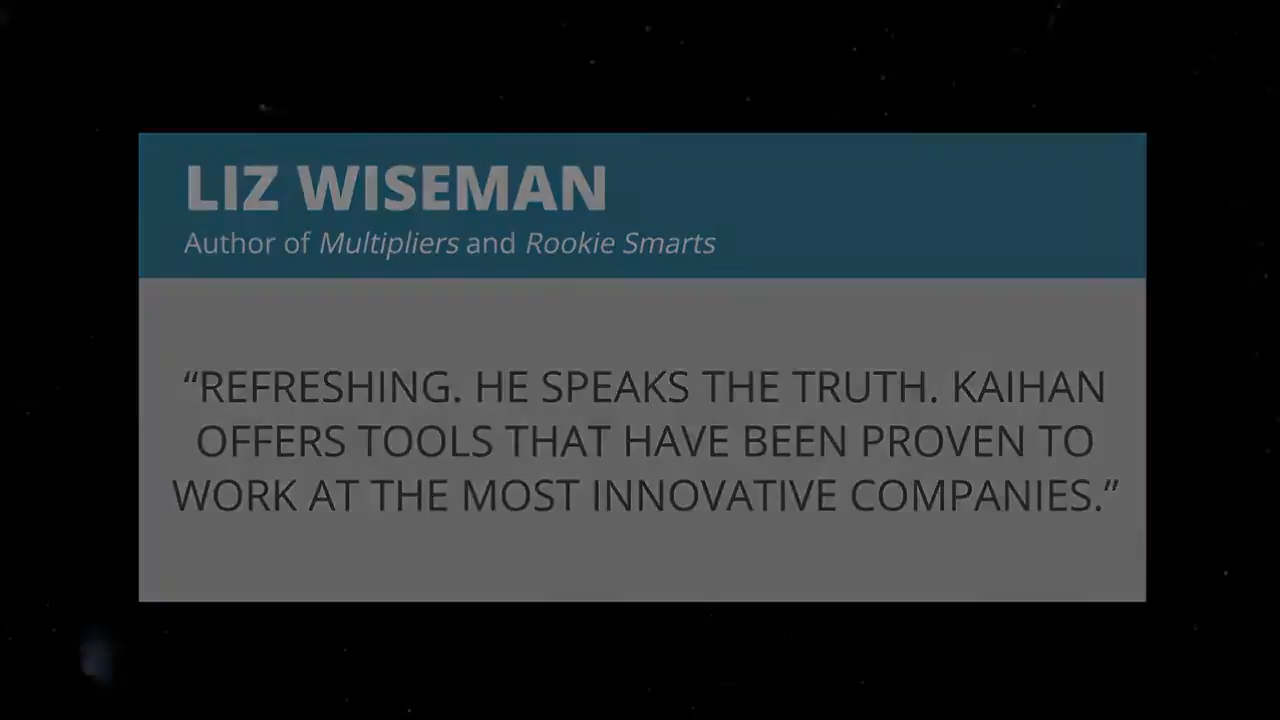 LIZ WISEMAN
Author of Multipliers and Rookie Smarts
“REFRESHING. HE SPEAKS THE TRUTH. KAIHAN
OFFERS TOOLS THAT HAVE BEEN PROVEN TO
WORK AT THE MOST INNOVATIVE COMPANIES.”